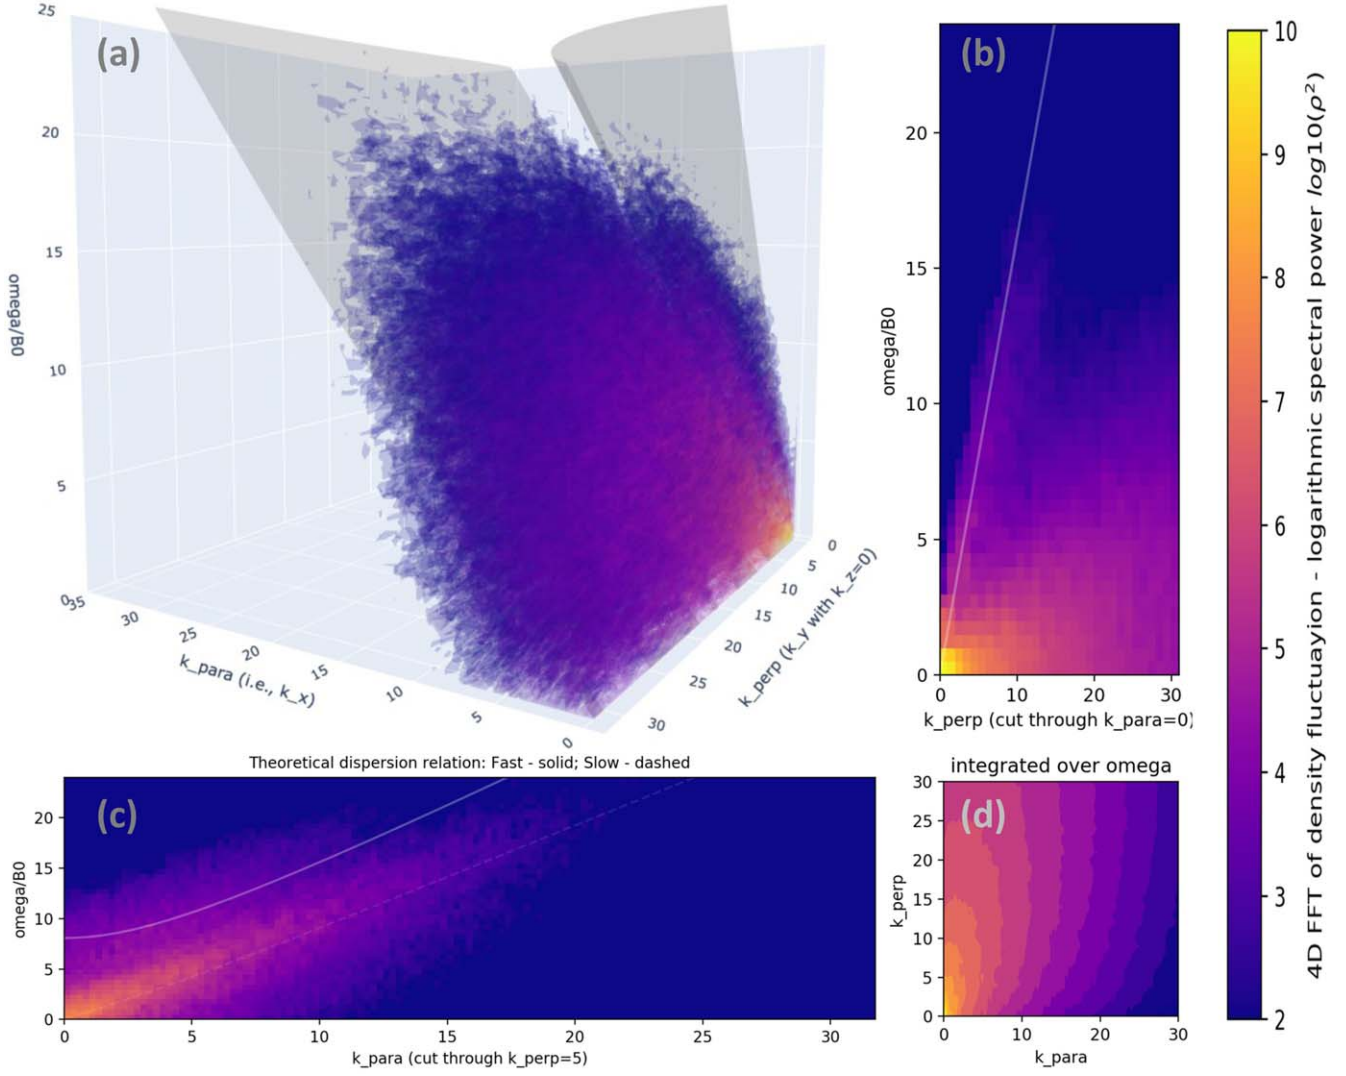 (a)
25
20
15
10
5
0
omega/B0
35
30
25
20
15
10
5
0
k_para (i.e., k_x)
0
5
10
15
20
25
30
k_perp (k_y with k_z=0)
(b)
20
15
10
5
0
omega/B0
0 10 20 30
k_perp (cut through k_para=0)
10
9
8
7
6
5
4
3
2
4D FFT of density fluctuayion - logarithmic spectral power log10(ρ²)
Theoretical dispersion relation: Fast - solid; Slow - dashed
(c)
20
15
10
5
0
omega/B0
0 5 10 15 20 25 30
k_para (cut through k_perp=5)
integrated over omega
(d)
30
25
20
15
10
5
0
k_perp
0 10 20 30
k_para